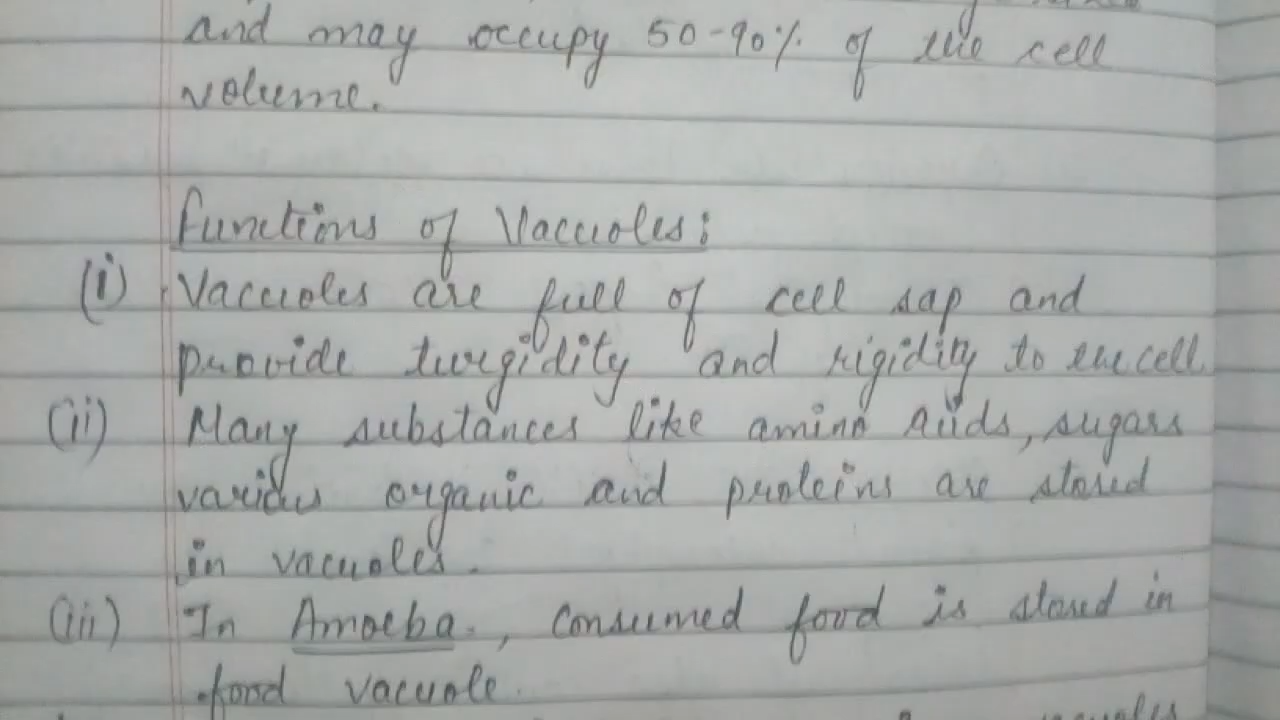 and may occupy 50-90% of the cell
volume.
Functions of Vacuoles:
(i) Vacuoles are full of cell sap and
provide turgidity and rigidity to the cell
(ii) Many substances like amino acids, sugars
various organic and proteins are stored
in vacuoles.
(iii) In Amoeba, consumed food is stored in
food vacuole.